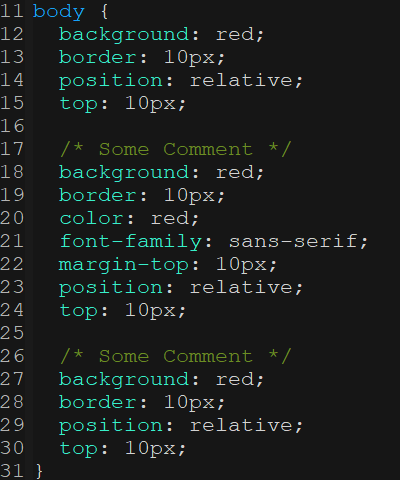 11 body {
12   background: red;
13   border: 10px;
14   position: relative;
15   top: 10px;
16
17   /* Some Comment */
18   background: red;
19   border: 10px;
20   color: red;
21   font-family: sans-serif;
22   margin-top: 10px;
23   position: relative;
24   top: 10px;
25
26   /* Some Comment */
27   background: red;
28   border: 10px;
29   position: relative;
30   top: 10px;
31 }